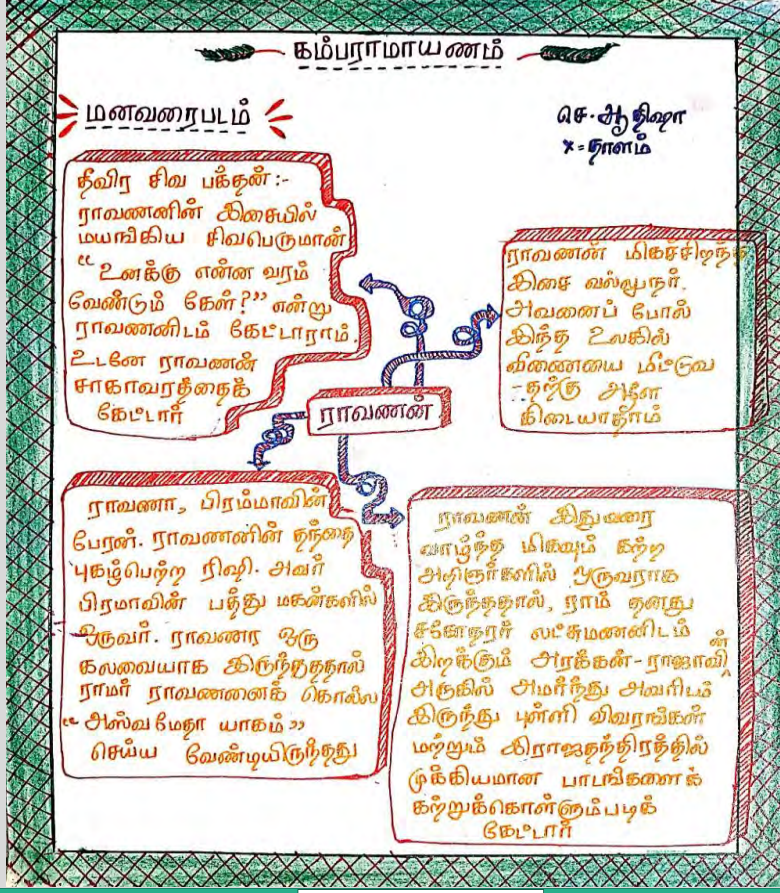 கம்பராமாயணம்
மனவரைபடம்
செ. ஆதிஷா
x = தாளம்
தீவிர சிவ பக்தன்:-
ராவணனின் இசையில்
மயங்கிய சிவபெருமான்
"உனக்கு என்ன வரம்
வேண்டும் கேள்?" என்று
ராவணனிடம் கேட்டாராம்.
உடனே ராவணன்
சாகாவரத்தைக்
கேட்டார்
ராவணன் மிகச்சிறந்த
இசை வல்லுநர்.
அவனைப் போல்
இந்த உலகில்
வீணையை மீட்டுவ
-தற்கு ஆளே
கிடையாதாம்
ராவணன்
ராவணா, பிரம்மாவின்
பேரன். ராவணனின் தந்தை
புகழ்பெற்ற ரிஷி. அவர்
பிரமாவின் பத்து மகன்களில்
ஒருவர். ராவணர ஒரு
கலவையாக இருந்தததால்
ராமர் ராவணனைக் கொல்ல
"அஸ்வமேதா யாகம்"
செய்ய வேண்டியிருந்தது
ராவணன் இதுவரை
வாழ்ந்த மிகவும் கற்ற
அறிஞர்களில் ஒருவராக
இருந்ததால், ராம் தனது
சகோதரர் லட்சுமணனிடம்
இறக்கும் அரக்கன்-ராஜாவின்
அருகில் அமர்ந்து அவரிடம்
இருந்து புள்ளி விவரங்கள்
மற்றும் இராஜதந்திரத்தில்
முக்கியமான பாடங்களைக்
கற்றுக்கொள்ளும்படிக்
கேட்டார்